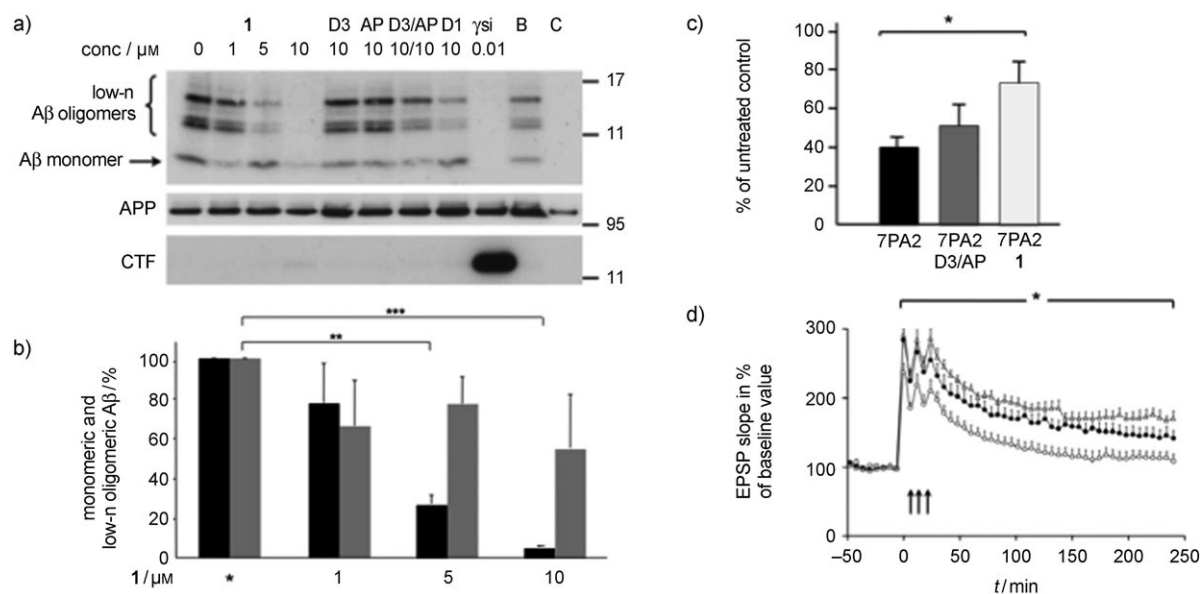 a)
1 D3 AP D3/AP D1 γsi B C
conc / μM 0 1 5 10 10 10 10/10 10 0.01
low-n
Aβ oligomers
17
11
Aβ monomer
APP
95
CTF
11
b)
***
**
monomeric and
low-n oligomeric Aβ/%
100
80
60
40
20
0
1/μM * 1 5 10
c)
*
% of untreated control
100
80
60
40
20
0
7PA2 7PA2 7PA2
D3/AP 1
d)
*
EPSP slope in %
of baseline value
300
200
100
0
–50 0 50 100 150 200 250
t/min